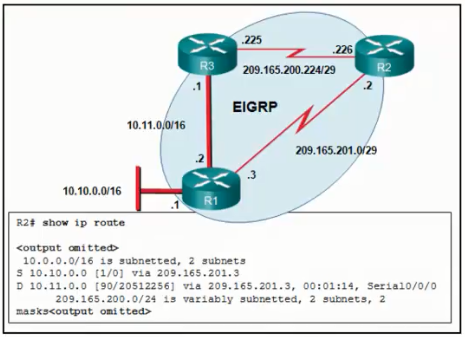 .225
.226
R3
R2
209.165.200.224/29
.1
.2
EIGRP
10.11.0.0/16
209.165.201.0/29
.2
.3
10.10.0.0/16
R1
.1
R2# show ip route
<output omitted>
10.0.0.0/16 is subnetted, 2 subnets
S 10.10.0.0 [1/0] via 209.165.201.3
D 10.11.0.0 [90/20512256] via 209.165.201.3, 00:01:14, Serial0/0/0
209.165.200.0/24 is variably subnetted, 2 subnets, 2
masks<output omitted>